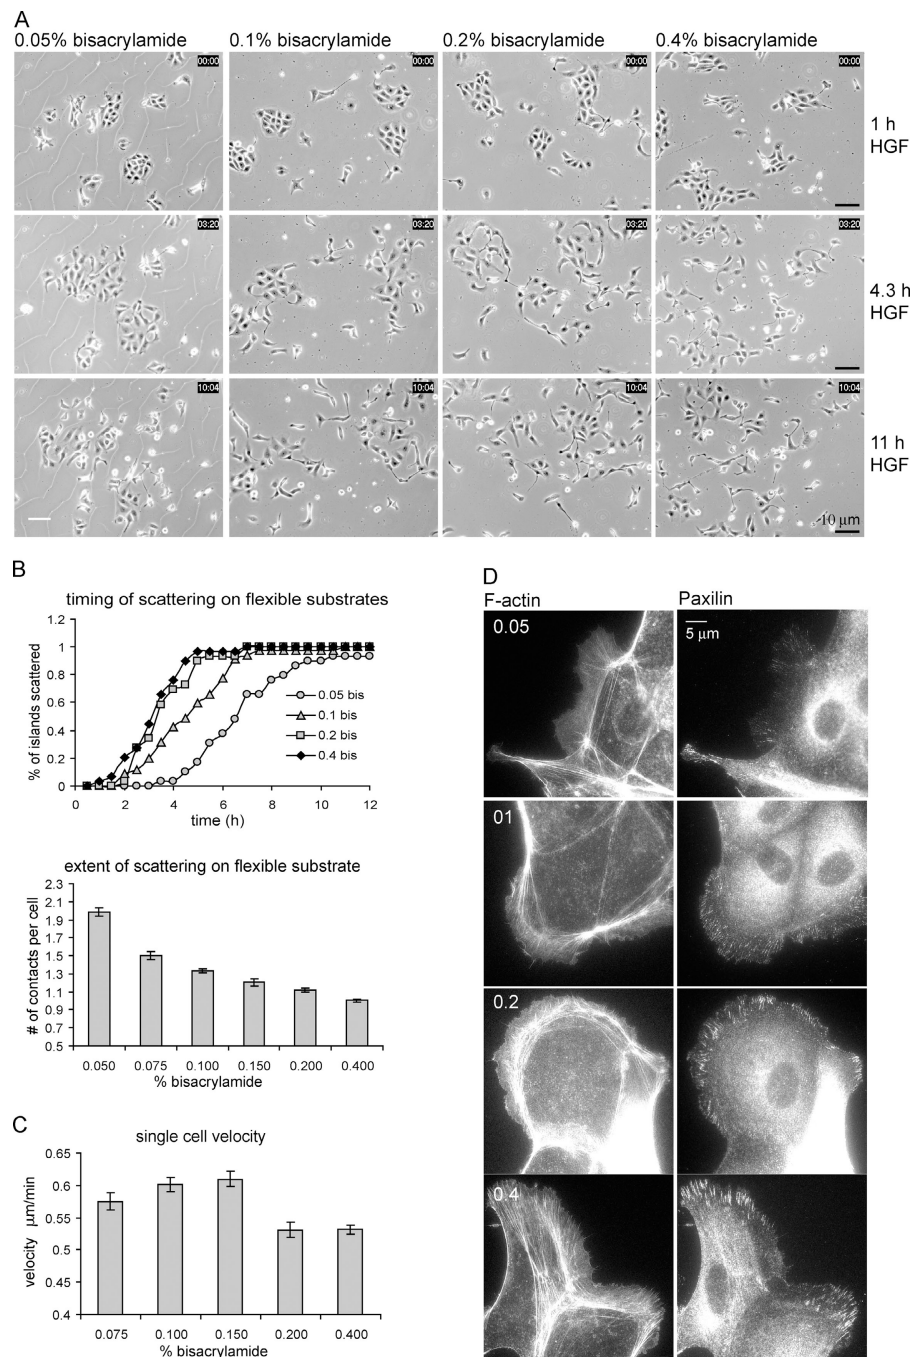 A
0.05% bisacrylamide 0.1% bisacrylamide 0.2% bisacrylamide 0.4% bisacrylamide
00:00 00:00 00:00 00:00
1 h
HGF
03:20 03:20 03:20 03:20
4.3 h
HGF
10:04 10:04 10:04 10:04
11 h
HGF
10 µm
B
timing of scattering on flexible substrates
% of islands scattered
1.2
1
0.8
0.6
0.4
0.2
0
0 2 4 6 8 10 12
time (h)
0.05 bis
0.1 bis
0.2 bis
0.4 bis
extent of scattering on flexible substrate
# of contacts per cell
2.3
2.1
1.9
1.7
1.5
1.3
1.1
0.9
0.7
0.5
0.050 0.075 0.100 0.150 0.200 0.400
% bisacrylamide
C
single cell velocity
velocity µm/min
0.65
0.6
0.55
0.5
0.45
0.4
0.075 0.100 0.150 0.200 0.400
% bisacrylamide
D
F-actin Paxilin
0.05
5 µm
01
0.2
0.4